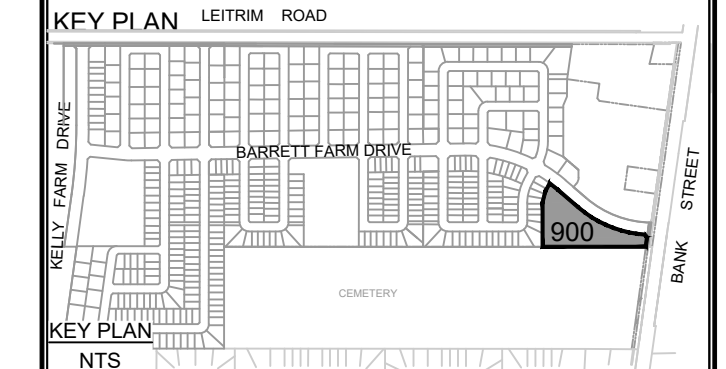 KEY PLAN
LEITRIM ROAD
KELLY FARM DRIVE
BARRETT FARM DRIVE
BANK STREET
900
CEMETERY
KEY PLAN
NTS